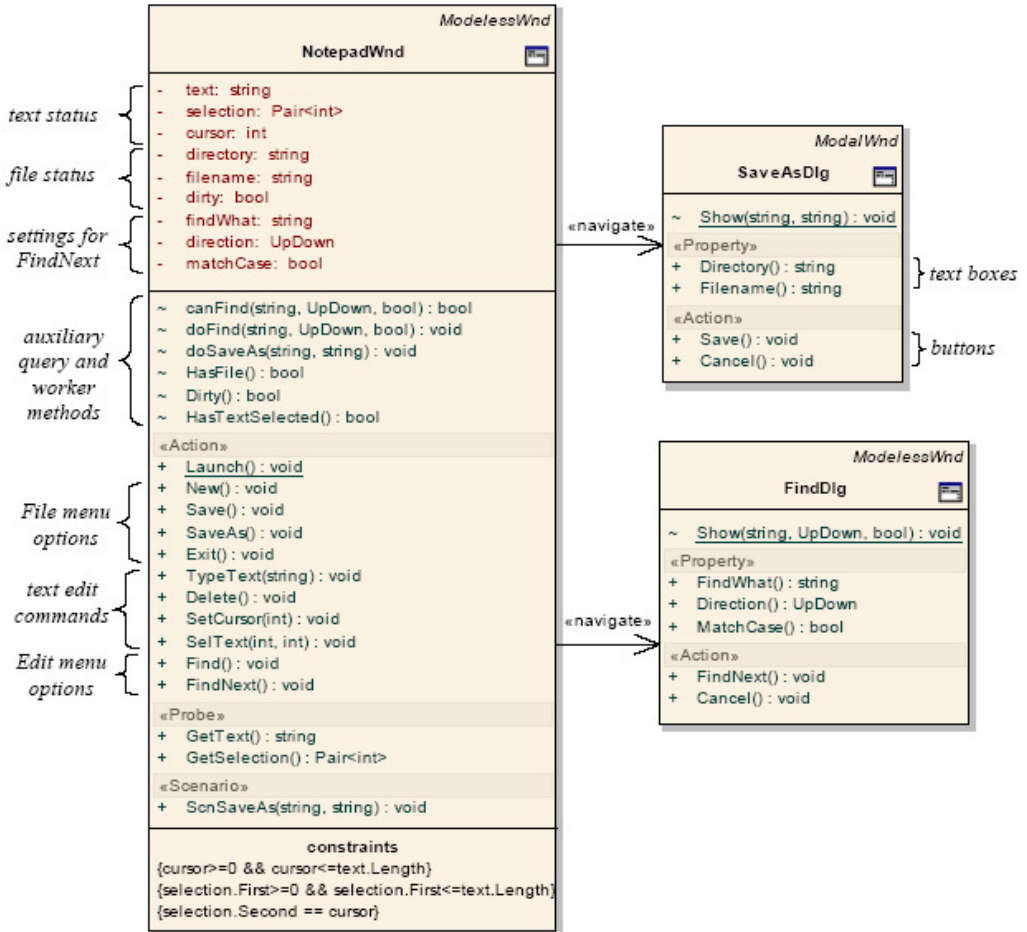 ModelessWnd
NotepadWnd
text status
- text: string
- selection: Pair<int>
- cursor: int
file status
- directory: string
- filename: string
- dirty: bool
settings for
FindNext
- findWhat: string
- direction: UpDown
- matchCase: bool
auxiliary
query and
worker
methods
~ canFind(string, UpDown, bool) : bool
~ doFind(string, UpDown, bool) : void
~ doSaveAs(string, string) : void
~ HasFile() : bool
~ Dirty() : bool
~ HasTextSelected() : bool
«Action»
+ Launch() : void
File menu
options
+ New() : void
+ Save() : void
+ SaveAs() : void
+ Exit() : void
text edit
commands
+ TypeText(string) : void
+ Delete() : void
+ SetCursor(int) : void
+ SelText(int, int) : void
Edit menu
options
+ Find() : void
+ FindNext() : void
«Probe»
+ GetText() : string
+ GetSelection() : Pair<int>
«Scenario»
+ ScnSaveAs(string, string) : void
constraints
{cursor>=0 && cursor<=text.Length}
{selection.First>=0 && selection.First<=text.Length}
{selection.Second == cursor}
«navigate»
ModalWnd
SaveAsDlg
~ Show(string, string) : void
«Property»
+ Directory() : string
+ Filename() : string
text boxes
«Action»
+ Save() : void
+ Cancel() : void
buttons
«navigate»
ModelessWnd
FindDlg
~ Show(string, UpDown, bool) : void
«Property»
+ FindWhat() : string
+ Direction() : UpDown
+ MatchCase() : bool
«Action»
+ FindNext() : void
+ Cancel() : void